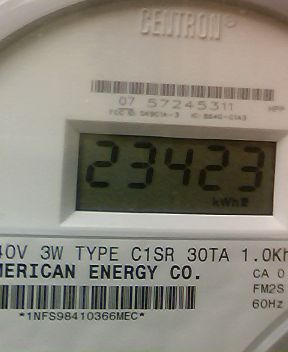 CENTRON
07 57245311
23423
kWh
40V 3W TYPE C1SR 30TA 1.0Kh
MERICAN ENERGY CO.
CA 0
FM2S
60Hz
*1NFS98410366MEC*